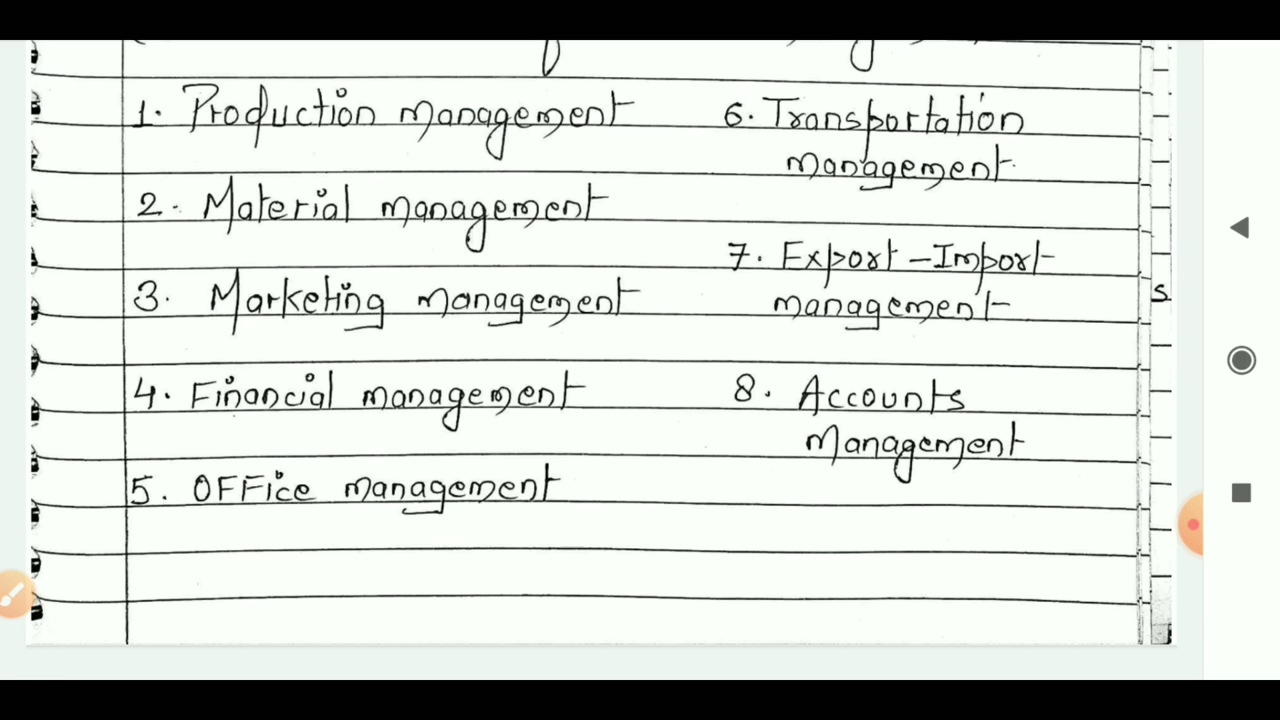 1. Production management
2. Material management
3. Marketing management
4. Financial management
5. OFFice management
6. Transportation
management
7. Export - Import
management
8. Accounts
management
s